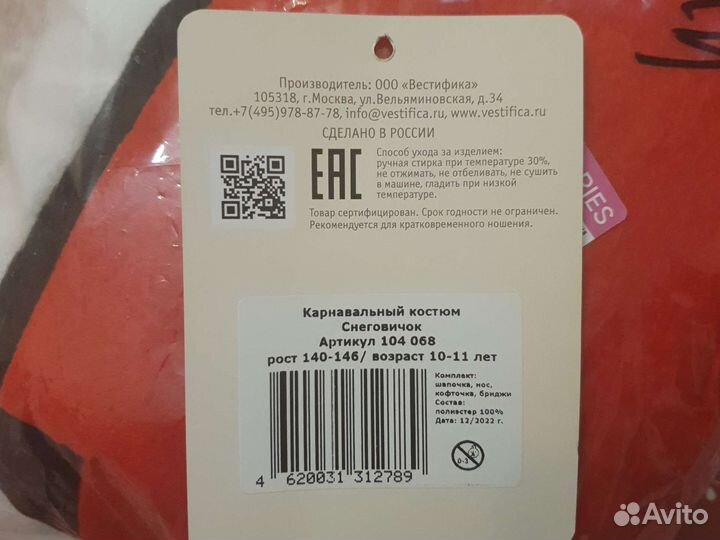 Производитель: ООО «Вестифика»
105318, г.Москва, ул.Вельяминовская, д.34
тел.+7(495)978-87-78, info@vestifica.ru, www.vestifica.ru
СДЕЛАНО В РОССИИ
EAC
Способ ухода за изделием:
ручная стирка при температуре 30%,
не отжимать, не отбеливать, не сушить
в машине, гладить при низкой
температуре.
Товар сертифицирован. Срок годности не ограничен.
Рекомендуется для кратковременного ношения.
RIES
Карнавальный костюм
Снеговичок
Артикул 104 068
рост 140-146/ возраст 10-11 лет
Комплект:
шапочка, нос,
кофточка, бриджи
Состав:
полиэстер 100%
Дата: 12/2022 г.
0-3
4 620031 312789
Avito